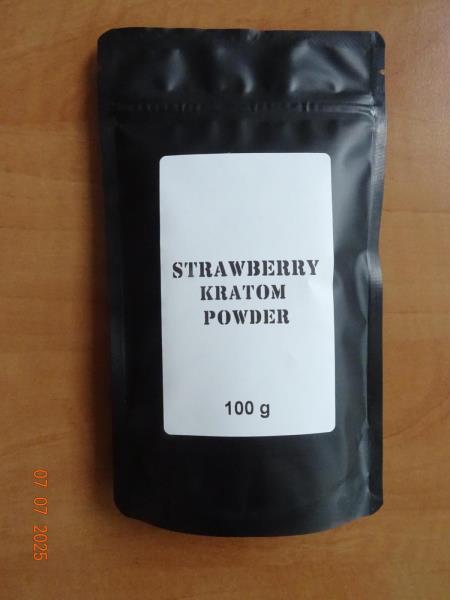 STRAWBERRY
KRATOM
POWDER
100 g
07 07 2025